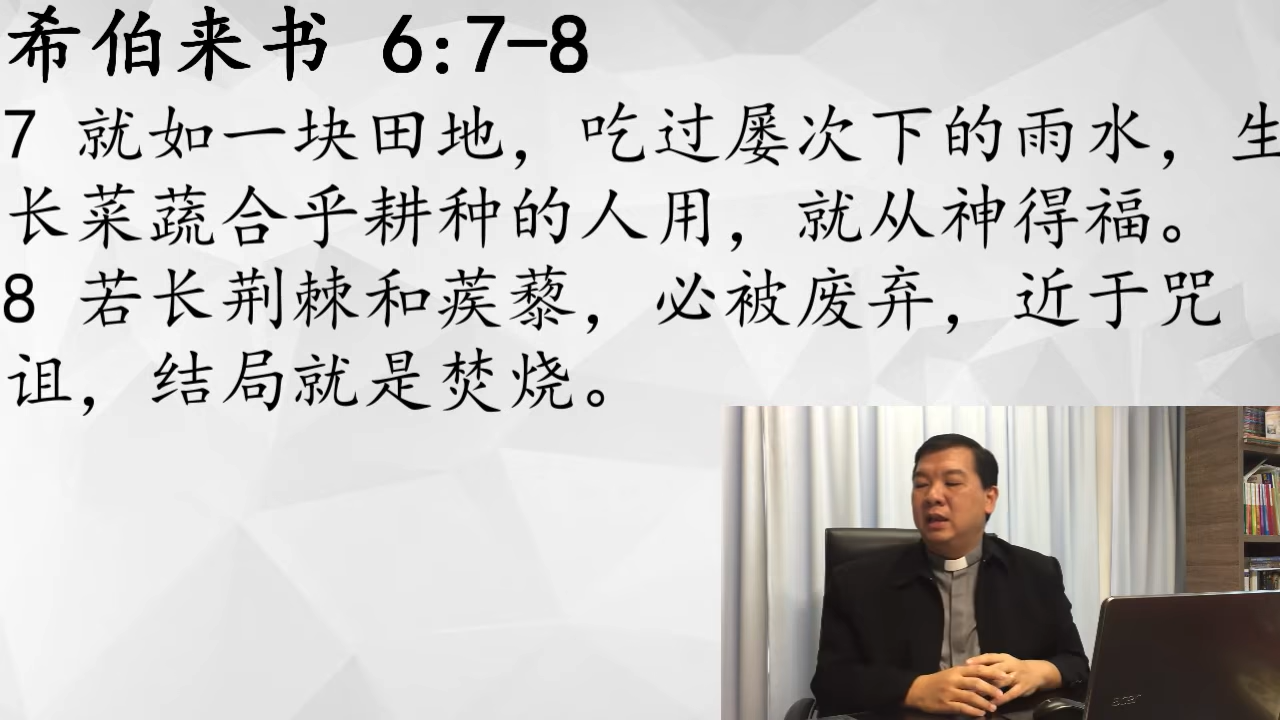 希伯来书 6:7-8
7 就如一块田地，吃过屡次下的雨水，生
长菜蔬合乎耕种的人用，就从神得福。
8 若长荆棘和蒺藜，必被废弃，近于咒
诅，结局就是焚烧。
acer